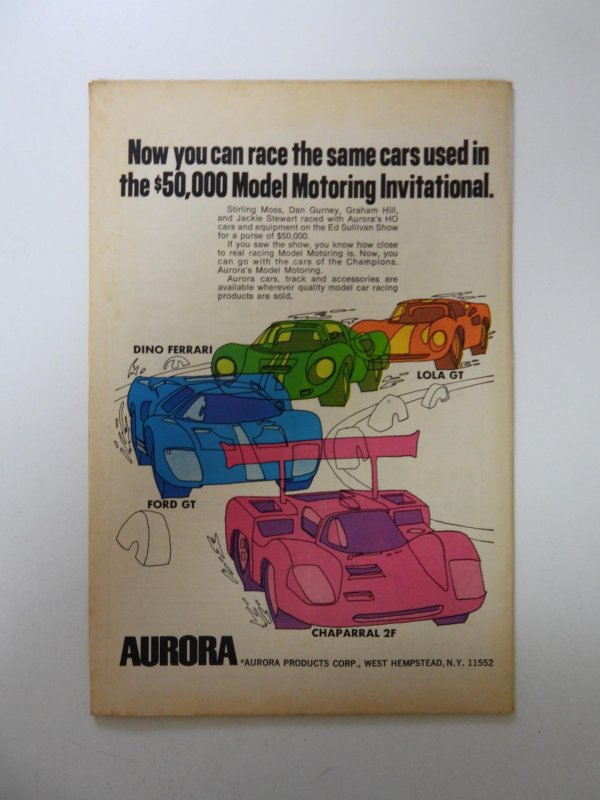 Now you can race the same cars used in
the $50,000 Model Motoring Invitational.
Stirling Moss, Dan Gurney, Graham Hill,
and Jackie Stewart raced with Aurora's HO
cars and equipment on the Ed Sullivan Show
for a purse of $50,000.
If you saw the show, you know how close
to real racing Model Motoring is. Now, you
can go with the cars of the Champions.
Aurora's Model Motoring.
Aurora cars, track and accessories are
available wherever quality model car racing
products are sold.
DINO FERRARI
LOLA GT
FORD GT
CHAPARRAL 2F
AURORA
©AURORA PRODUCTS CORP., WEST HEMPSTEAD, N.Y. 11552